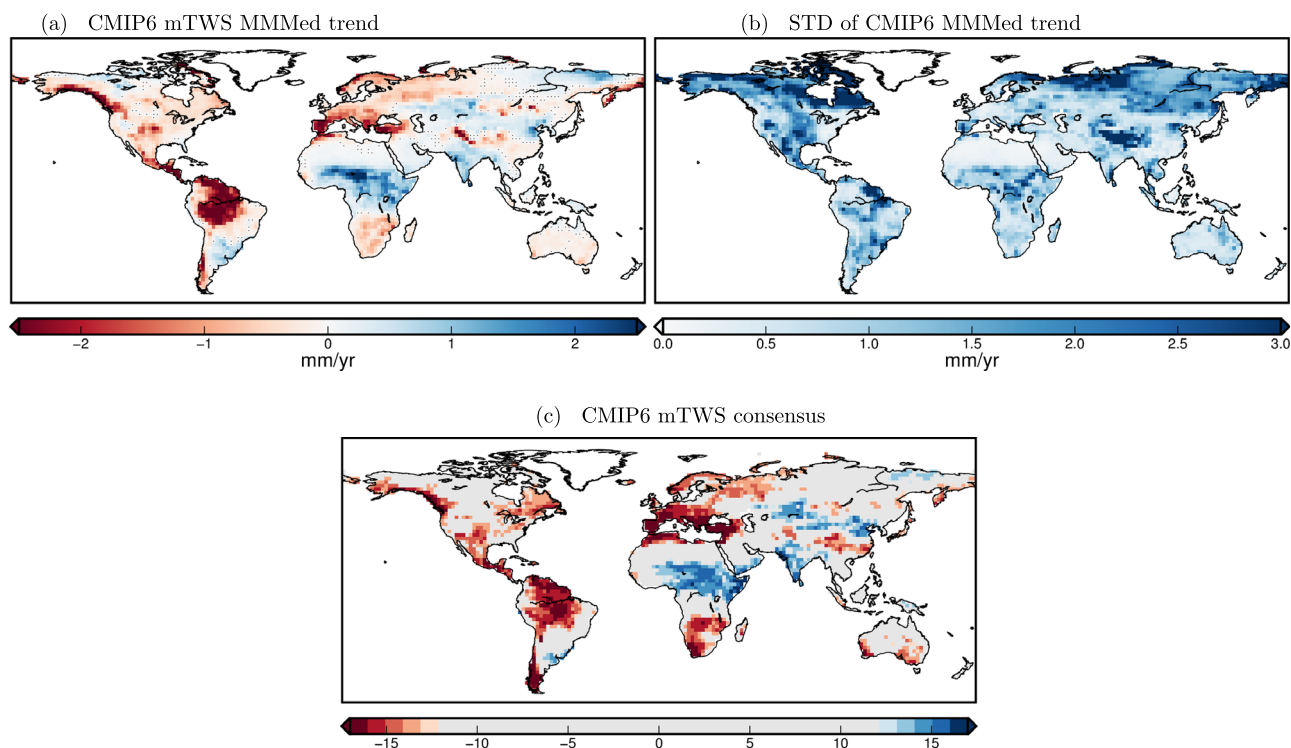 (a) CMIP6 mTWS MMMed trend
(b) STD of CMIP6 MMMed trend
−2 −1 0 1 2
mm/yr
0.0 0.5 1.0 1.5 2.0 2.5 3.0
mm/yr
(c) CMIP6 mTWS consensus
−15 −10 −5 0 5 10 15